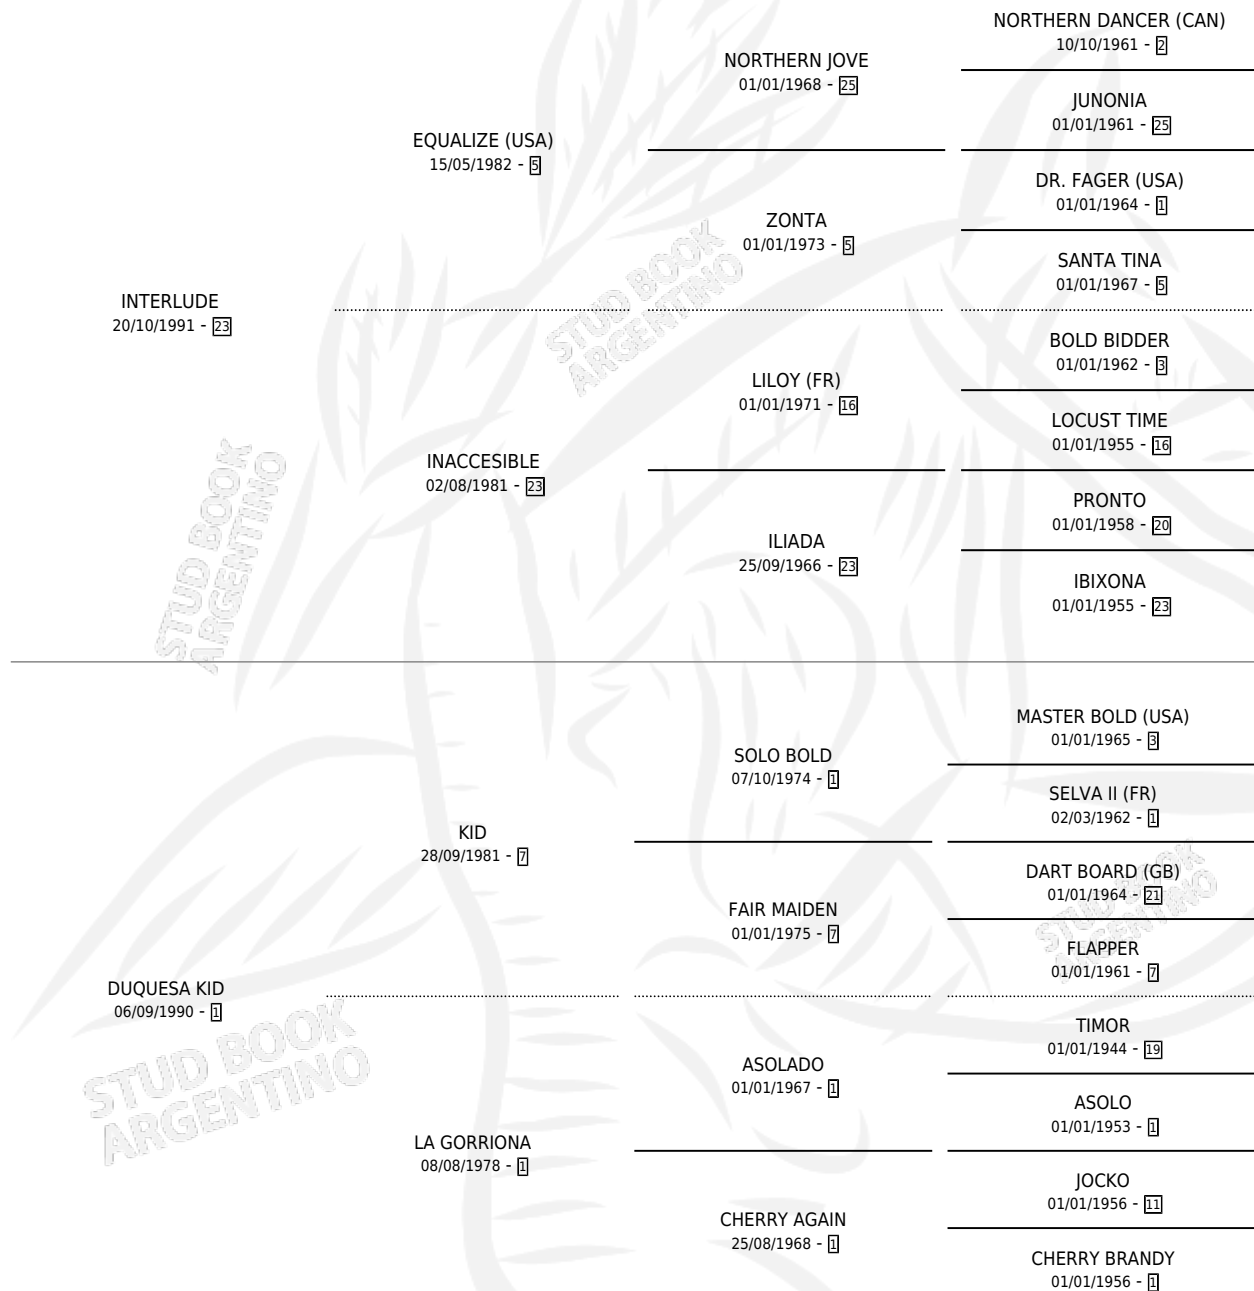 NORTHERN DANCER (CAN)
10/10/1961 - 2
NORTHERN JOVE
01/01/1968 - 25
JUNONIA
01/01/1961 - 25
EQUALIZE (USA)
15/05/1982 - 5
DR. FAGER (USA)
01/01/1964 - 1
ZONTA
01/01/1973 - 5
SANTA TINA
01/01/1967 - 5
INTERLUDE
20/10/1991 - 23
STUD BOOK
ARGENTINO
BOLD BIDDER
01/01/1962 - 3
LILOY (FR)
01/01/1971 - 16
LOCUST TIME
01/01/1955 - 16
INACCESIBLE
02/08/1981 - 23
PRONTO
01/01/1958 - 20
ILIADA
25/09/1966 - 23
IBIXONA
01/01/1955 - 23
STUD BOOK
ARGENTINO
MASTER BOLD (USA)
01/01/1965 - 3
SOLO BOLD
07/10/1974 - 1
SELVA II (FR)
02/03/1962 - 1
KID
28/09/1981 - 7
DART BOARD (GB)
01/01/1964 - 21
FAIR MAIDEN
01/01/1975 - 7
STUD BOOK
ARGENTINO
FLAPPER
01/01/1961 - 7
DUQUESA KID
06/09/1990 - 1
STUD BOOK
ARGENTINO
TIMOR
01/01/1944 - 19
ASOLADO
01/01/1967 - 1
ASOLO
01/01/1953 - 1
LA GORRIONA
08/08/1978 - 1
JOCKO
01/01/1956 - 11
CHERRY AGAIN
25/08/1968 - 1
CHERRY BRANDY
01/01/1956 - 1